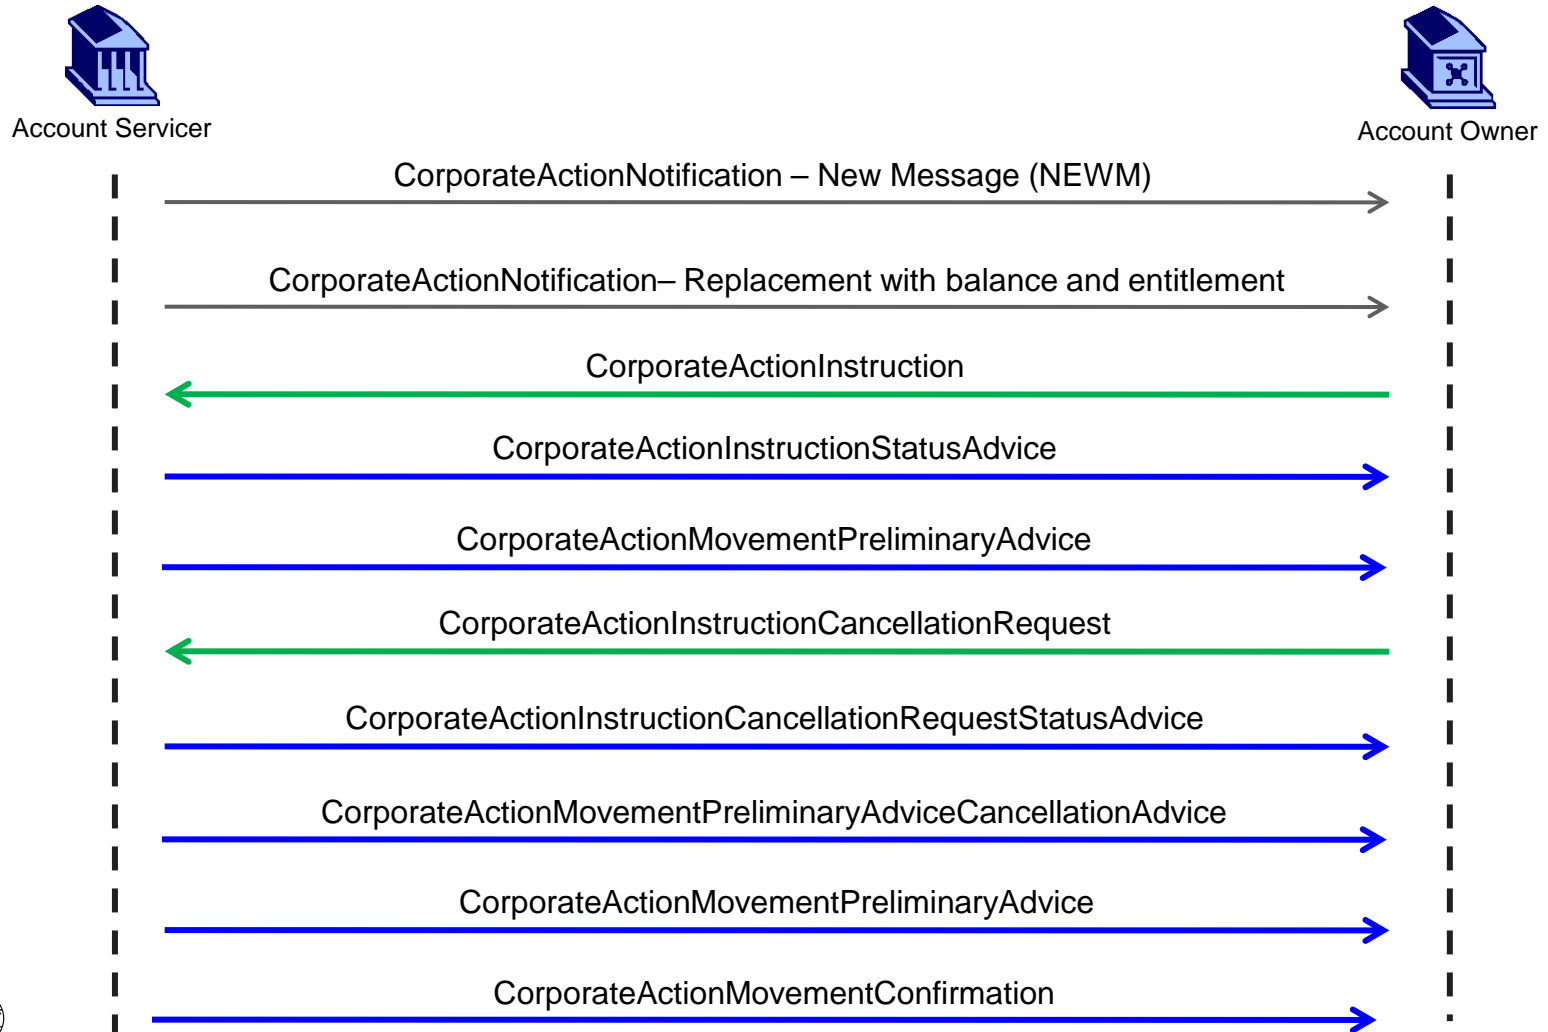 Account Servicer
Account Owner
CorporateActionNotification – New Message (NEWM)
CorporateActionNotification– Replacement with balance and entitlement
CorporateActionInstruction
CorporateActionInstructionStatusAdvice
CorporateActionMovementPreliminaryAdvice
CorporateActionInstructionCancellationRequest
CorporateActionInstructionCancellationRequestStatusAdvice
CorporateActionMovementPreliminaryAdviceCancellationAdvice
CorporateActionMovementPreliminaryAdvice
CorporateActionMovementConfirmation